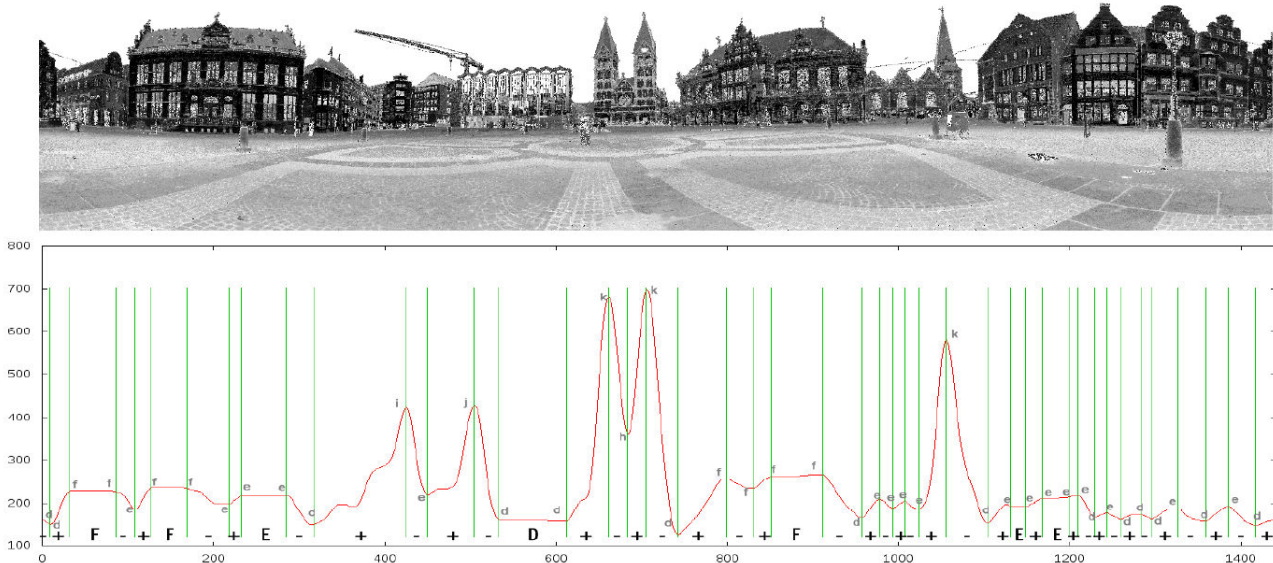 800
700
k k
600
k
500
400
i j
h
300
f f f f f f f f
e e e e e e e e e e e e e
200
d d e e c e d d d d c d d d d d d
100
- + F - + F - + E - + - + - D + + - + - + F - + - + - + - + E + E + - + - + - + - +
0 200 400 600 800 1000 1200 1400